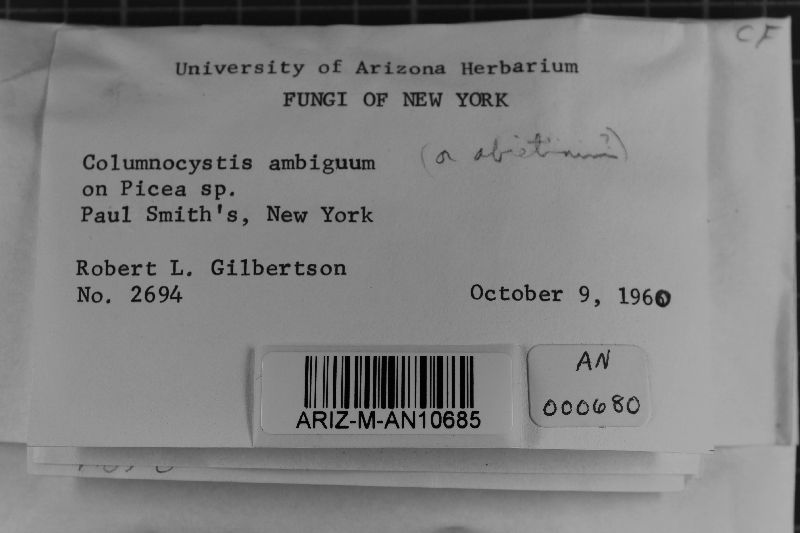 CF
University of Arizona Herbarium
FUNGI OF NEW YORK
Columnocystis ambiguum (or abietinum?)
on Picea sp.
Paul Smith's, New York
Robert L. Gilbertson
No. 2694 October 9, 1960
ARIZ-M-AN10685
AN
000680